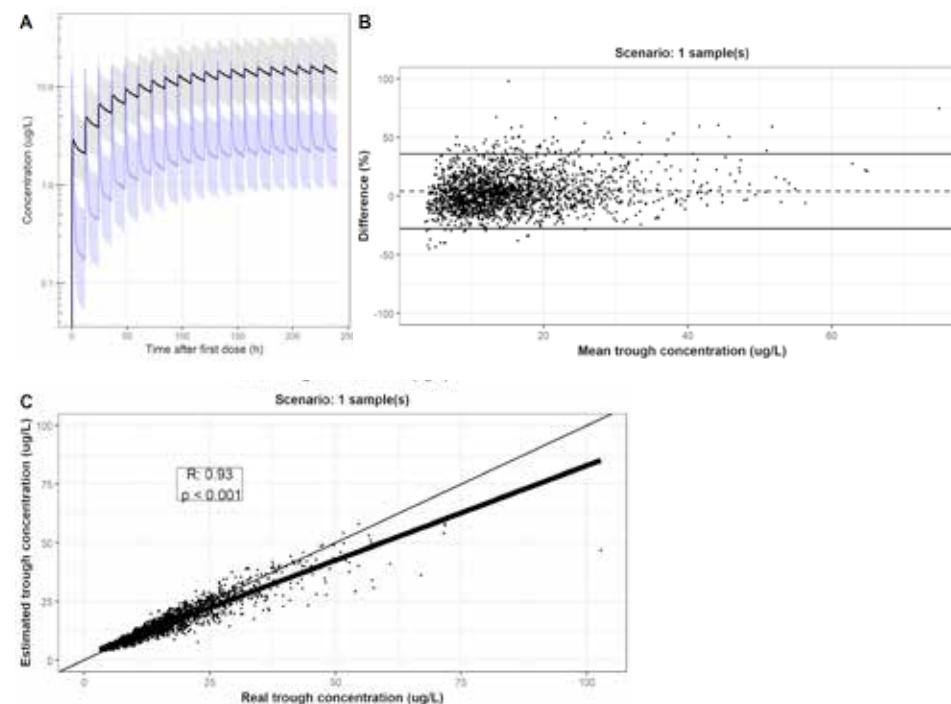 A
Concentration (ug/L)
10.0
1.0
0.1
0
50
100
150
200
250
Time after first dose (h)
B
Scenario: 1 sample(s)
Difference (%)
100
50
0
-50
-100
20
40
60
Mean trough concentration (ug/L)
C
Scenario: 1 sample(s)
Estimated trough concentration (ug/L)
100
75
50
25
0
R: 0.93
p < 0.001
0
25
50
75
100
Real trough concentration (ug/L)